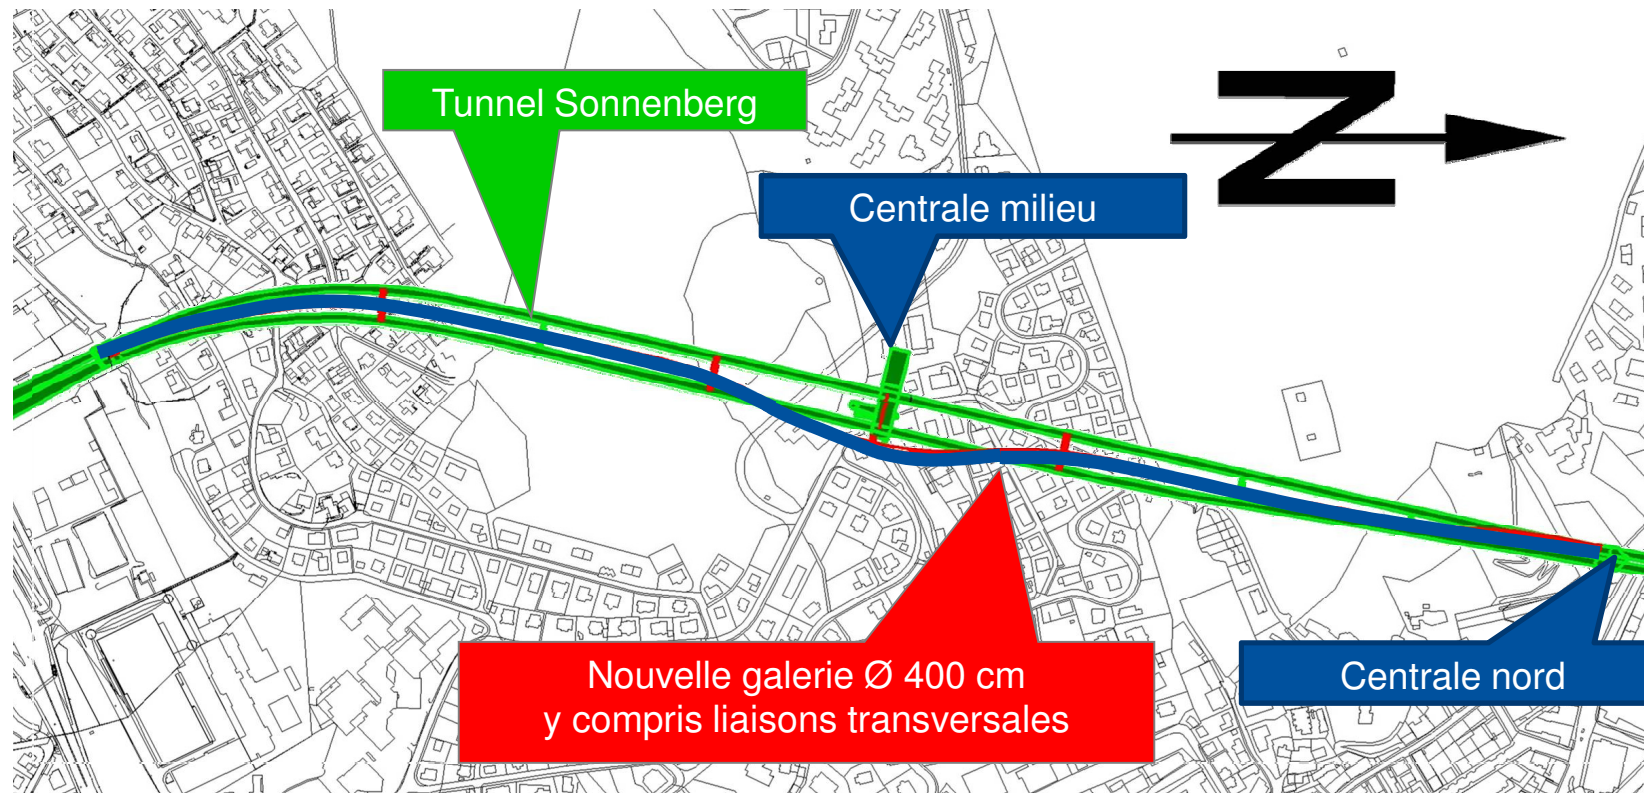 Tunnel Sonnenberg
Centrale milieu
N
Nouvelle galerie Ø 400 cm
y compris liaisons transversales
Centrale nord